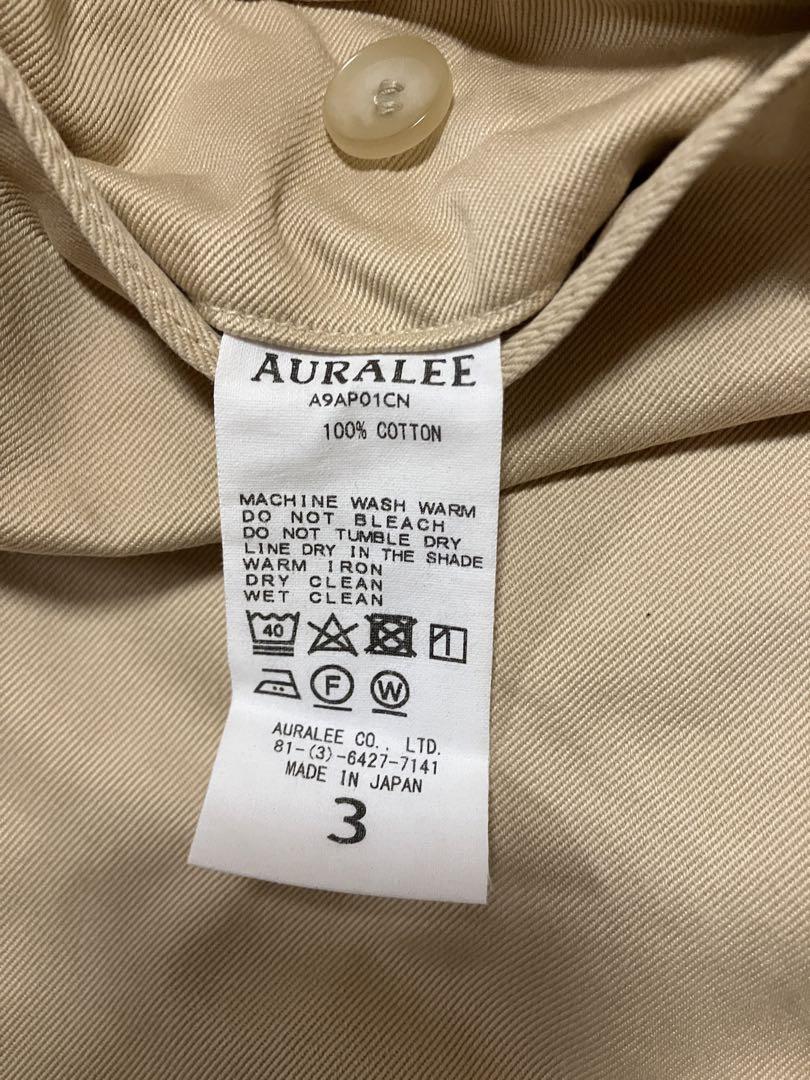 AURALEE
A9AP01CN
100% COTTON
MACHINE WASH WARM
DO NOT BLEACH
DO NOT TUMBLE DRY
LINE DRY IN THE SHADE
WARM IRON
DRY CLEAN
WET CLEAN
40
F W
AURALEE CO., LTD.
81-(3)-6427-7141
MADE IN JAPAN
3